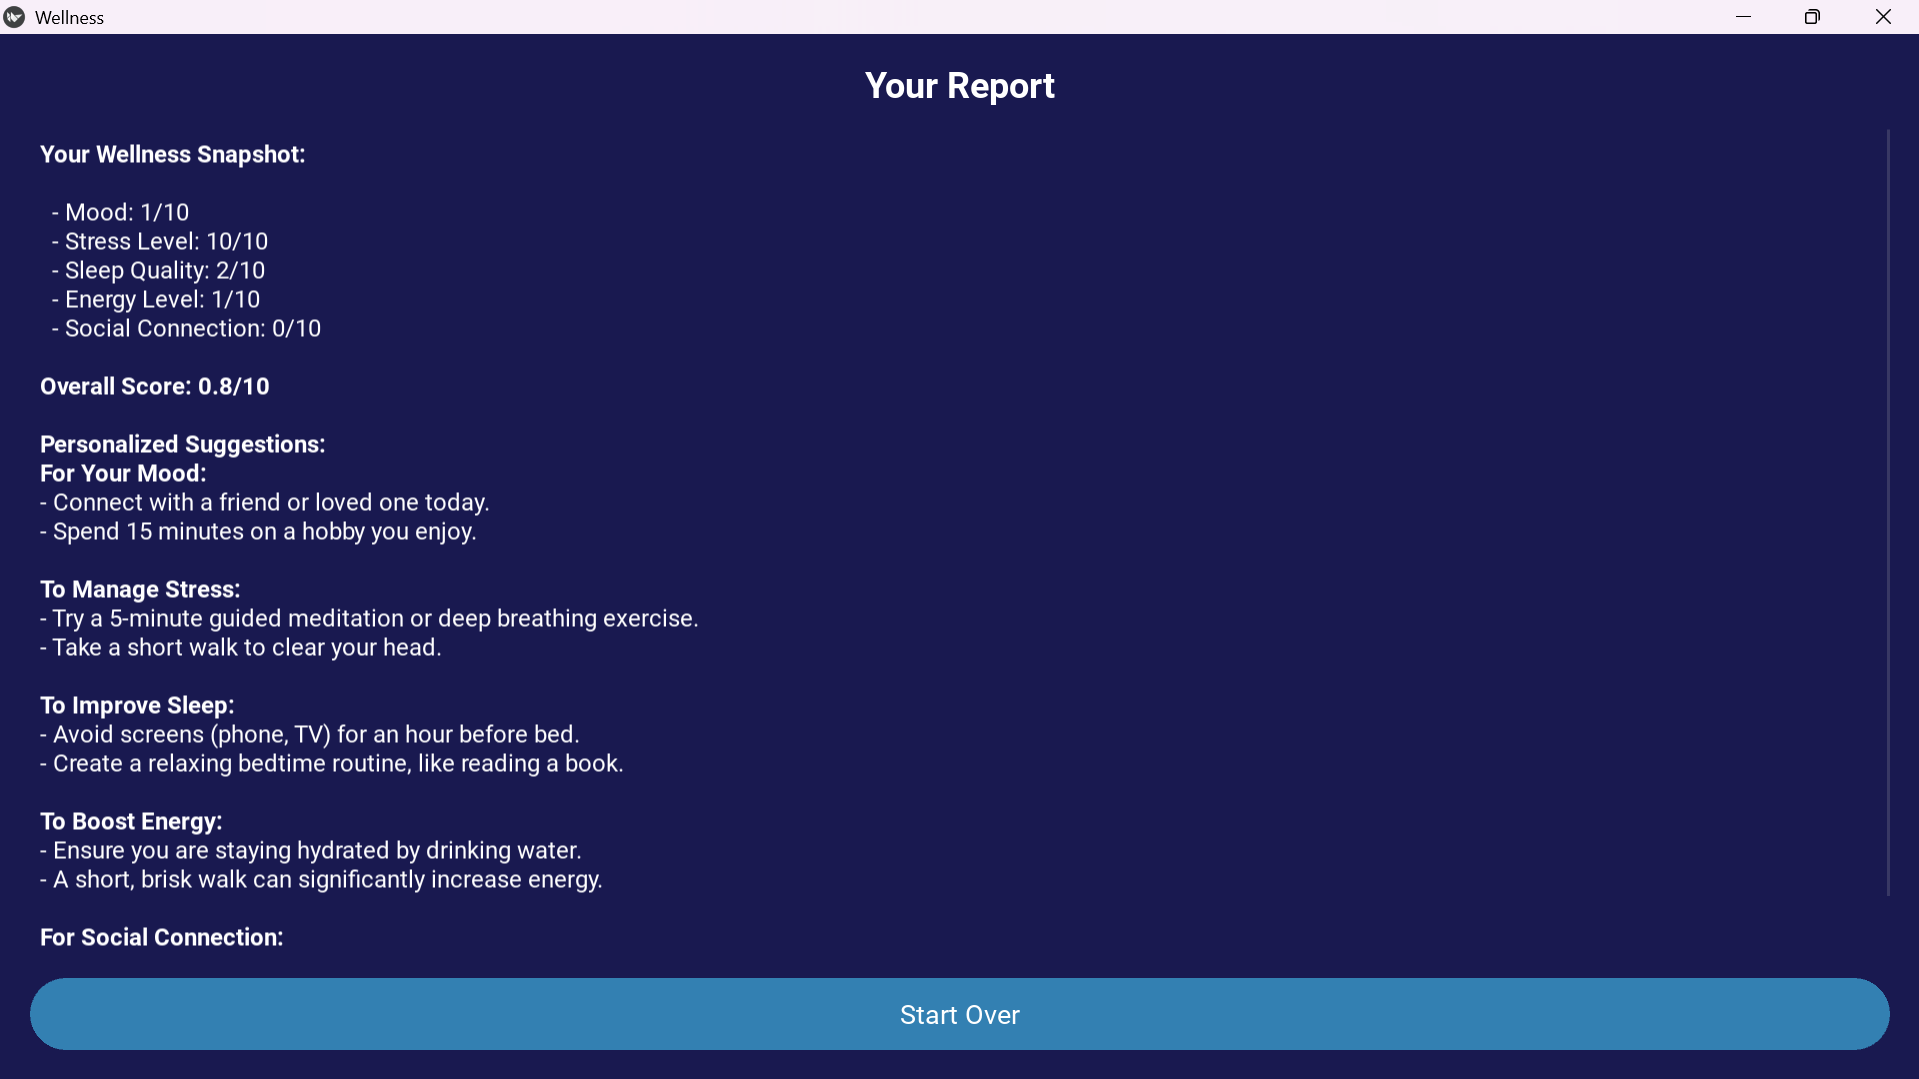 Wellness
Your Report
Your Wellness Snapshot:
- Mood: 1/10
- Stress Level: 10/10
- Sleep Quality: 2/10
- Energy Level: 1/10
- Social Connection: 0/10
Overall Score: 0.8/10
Personalized Suggestions:
For Your Mood:
- Connect with a friend or loved one today.
- Spend 15 minutes on a hobby you enjoy.
To Manage Stress:
- Try a 5-minute guided meditation or deep breathing exercise.
- Take a short walk to clear your head.
To Improve Sleep:
- Avoid screens (phone, TV) for an hour before bed.
- Create a relaxing bedtime routine, like reading a book.
To Boost Energy:
- Ensure you are staying hydrated by drinking water.
- A short, brisk walk can significantly increase energy.
For Social Connection:
Start Over